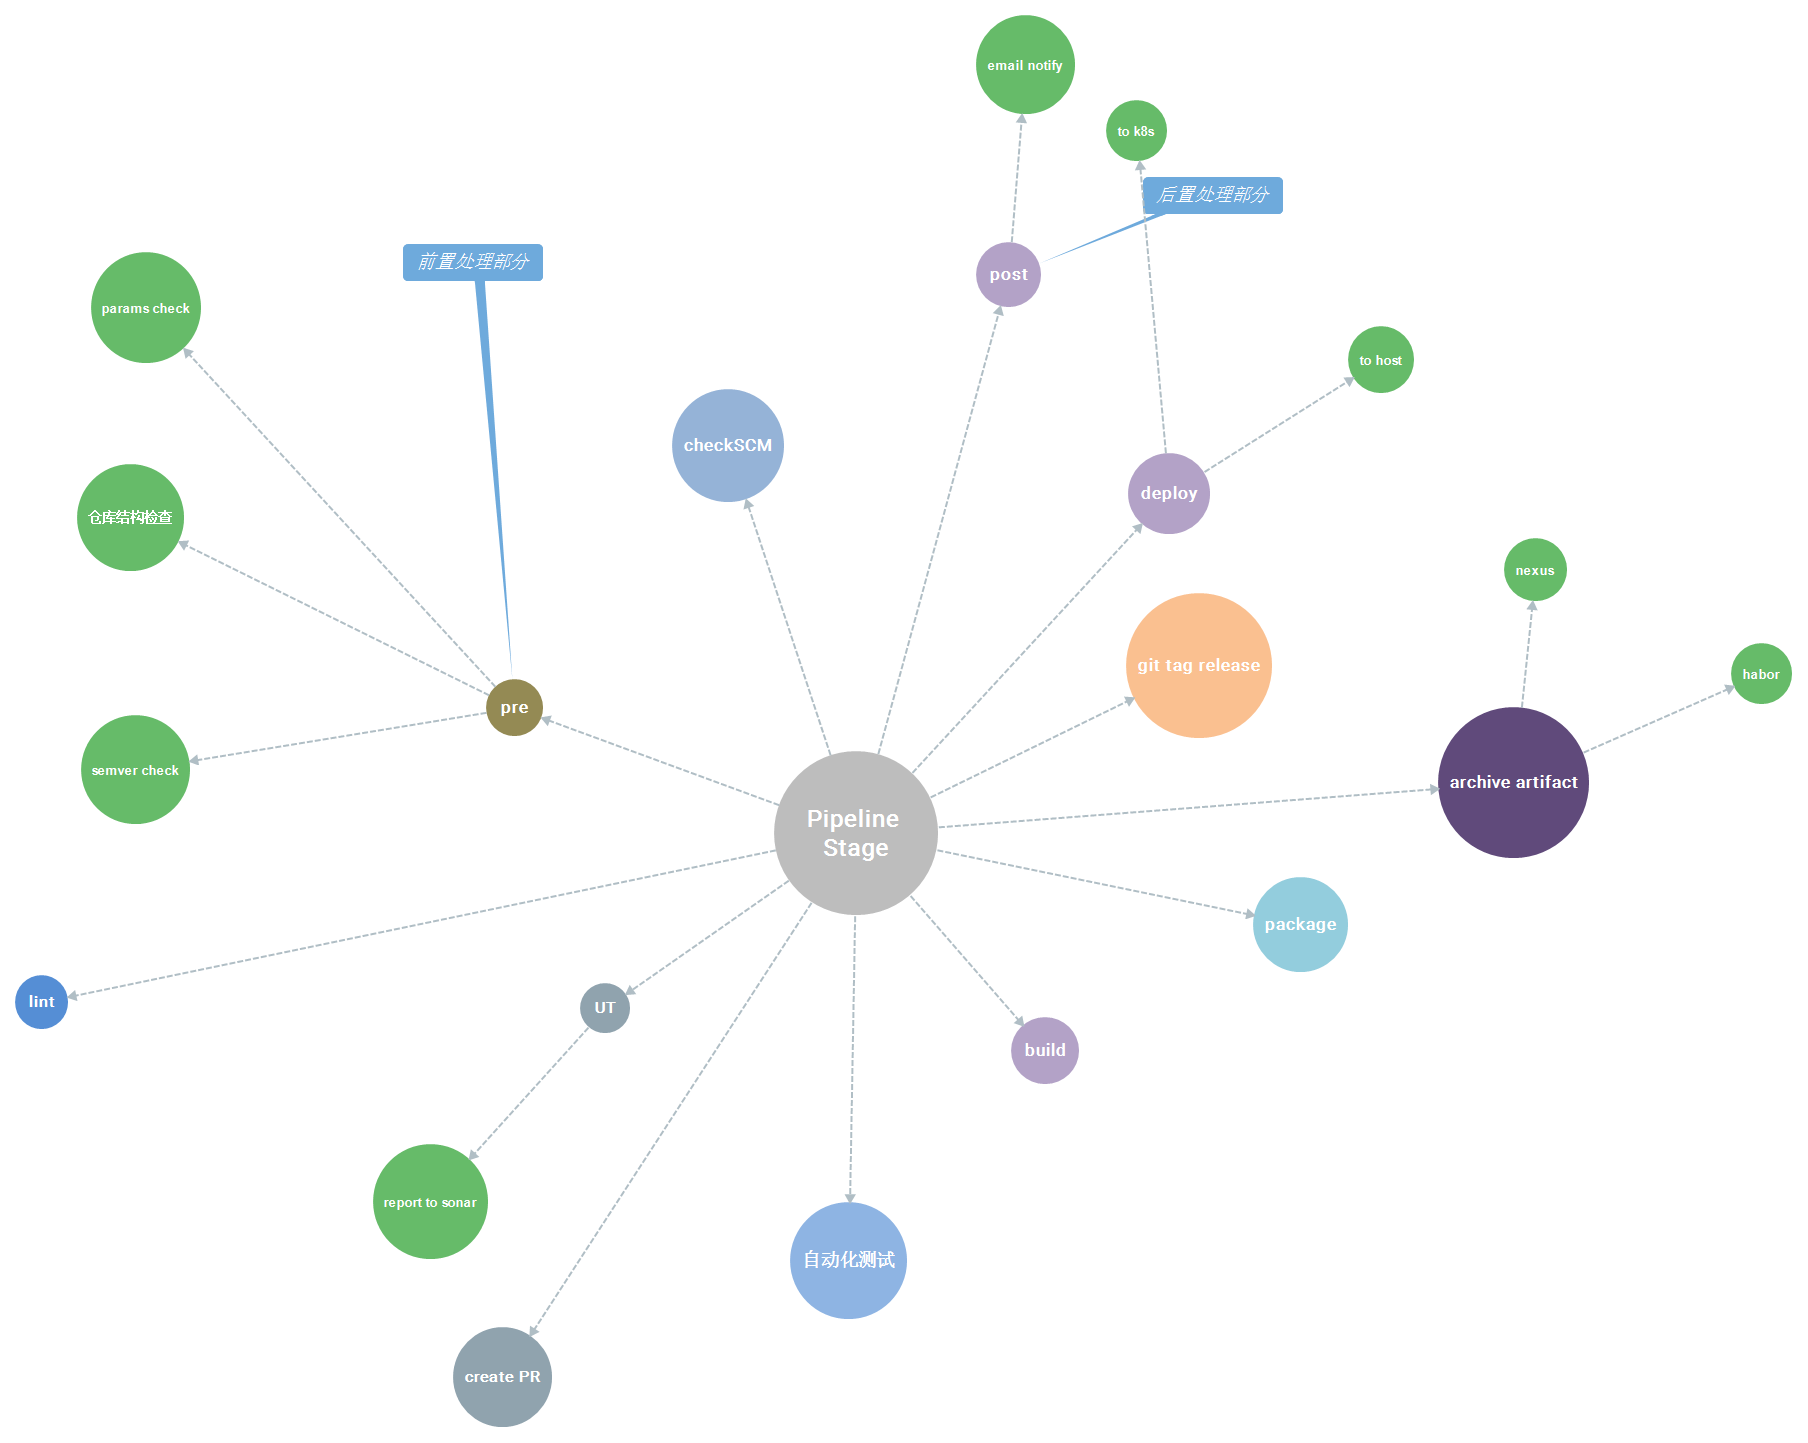 email notify
to k8s
后置处理部分
前置处理部分
post
params check
to host
checkSCM
deploy
仓库结构检查
nexus
git tag release
habor
pre
semver check
archive artifact
Pipeline
Stage
package
lint
UT
build
report to sonar
自动化测试
create PR